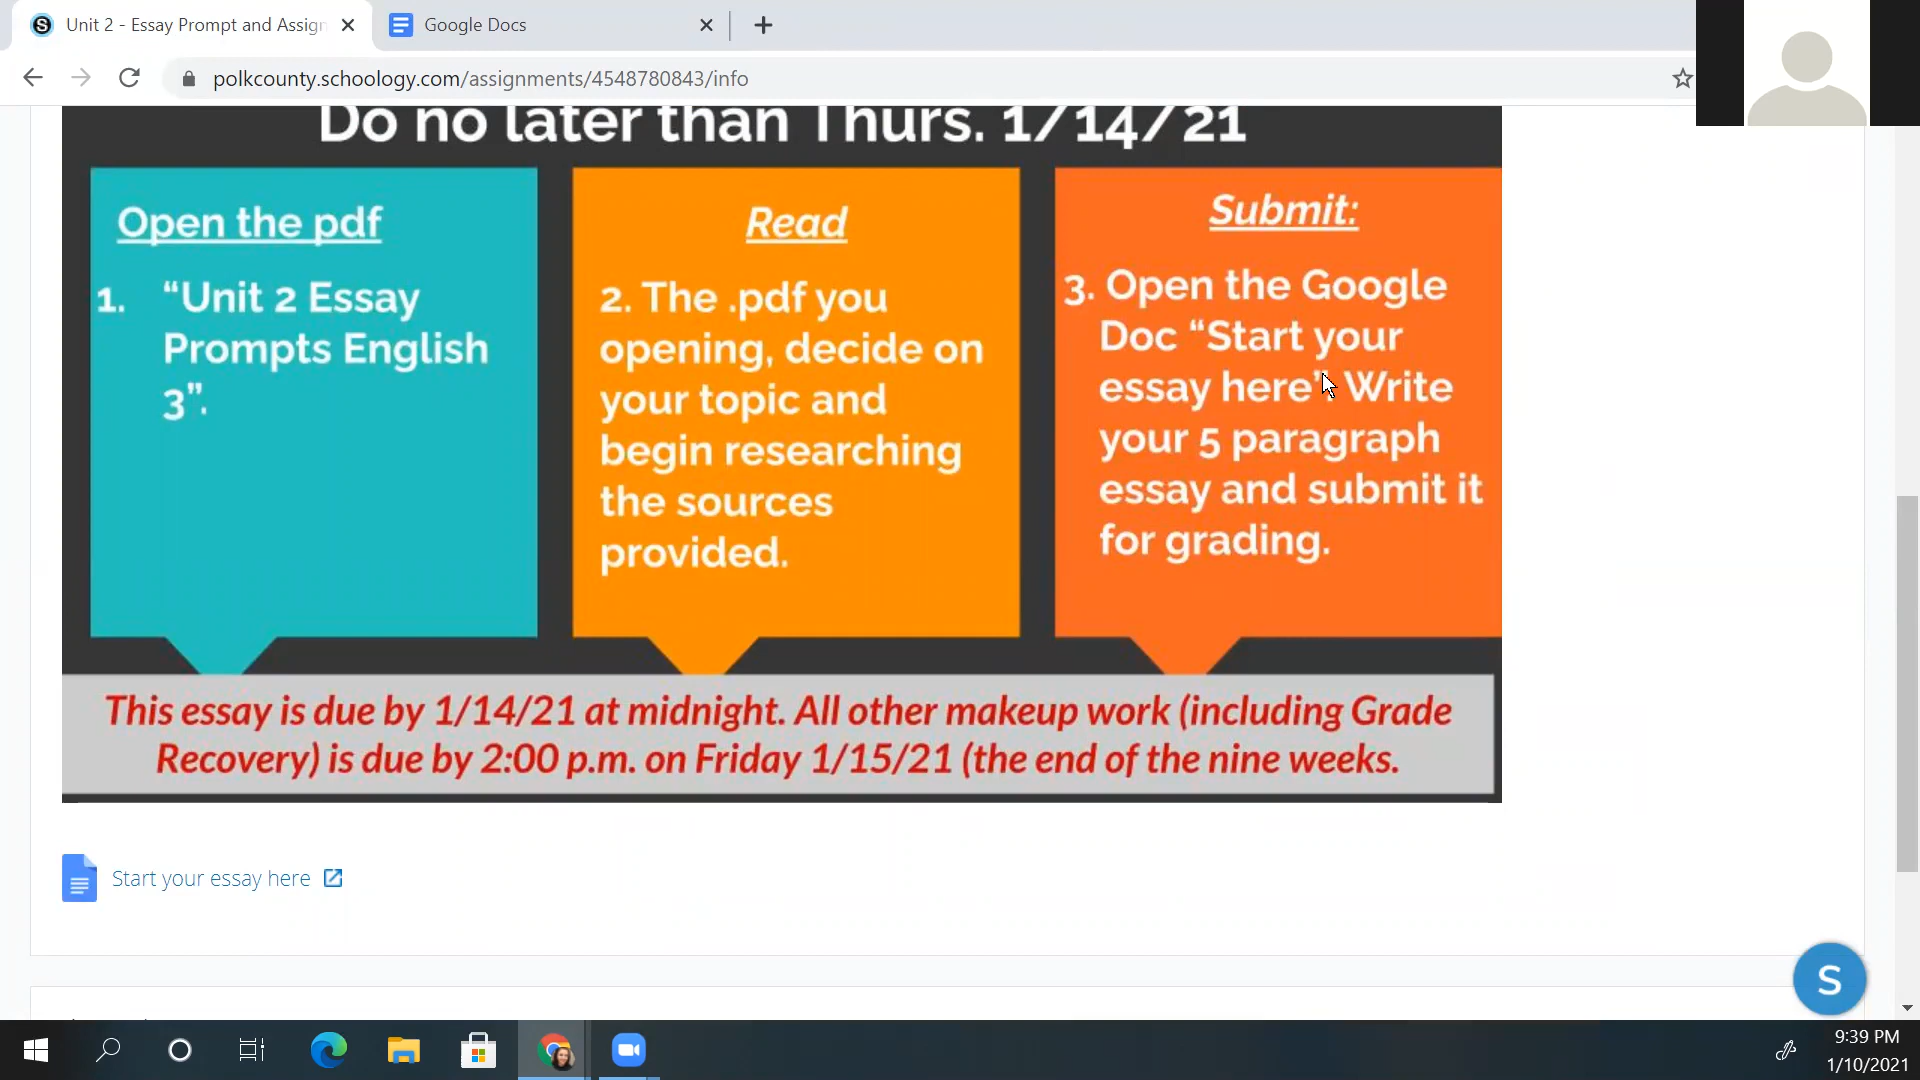 Unit 2 - Essay Prompt and Assign
Google Docs
polkcounty.schoology.com/assignments/4548780843/info
Do no later than Thurs. 1/14/21
Open the pdf
1. “Unit 2 Essay
Prompts English
3”.
Read
2. The .pdf you
opening, decide on
your topic and
begin researching
the sources
provided.
Submit:
3. Open the Google
Doc “Start your
essay here”. Write
your 5 paragraph
essay and submit it
for grading.
This essay is due by 1/14/21 at midnight. All other makeup work (including Grade
Recovery) is due by 2:00 p.m. on Friday 1/15/21 (the end of the nine weeks.
Start your essay here
S
9:39 PM
1/10/2021